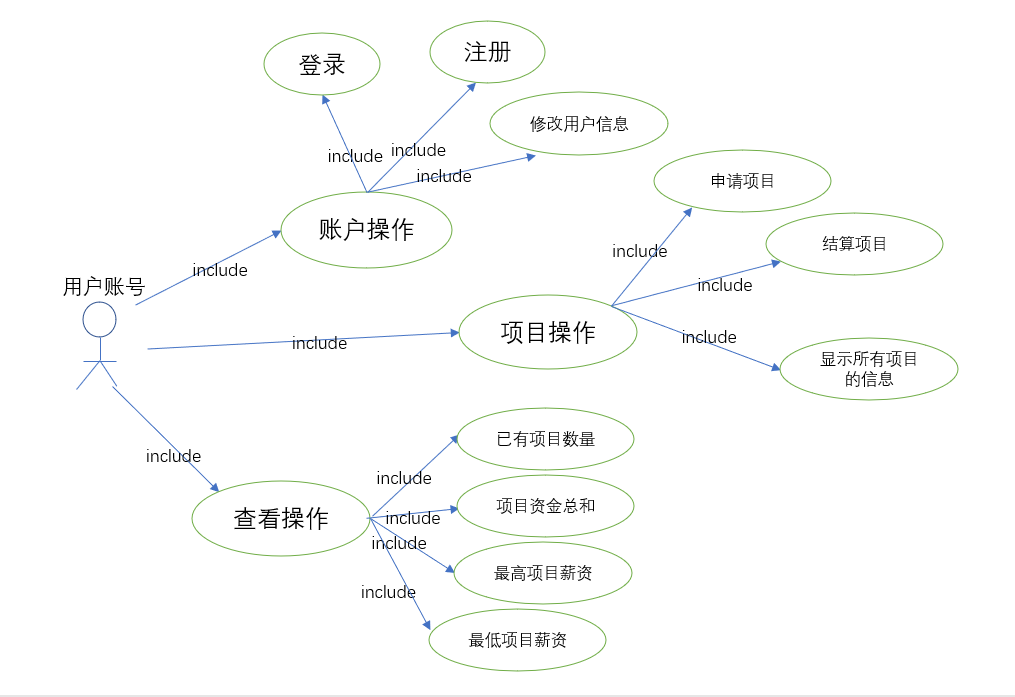 登录
注册
修改用户信息
include
include
include
申请项目
账户操作
结算项目
include
include
include
用户账号
include
项目操作
include
include
显示所有项目
的信息
已有项目数量
include
include
项目资金总和
查看操作
include
include
最高项目薪资
include
最低项目薪资